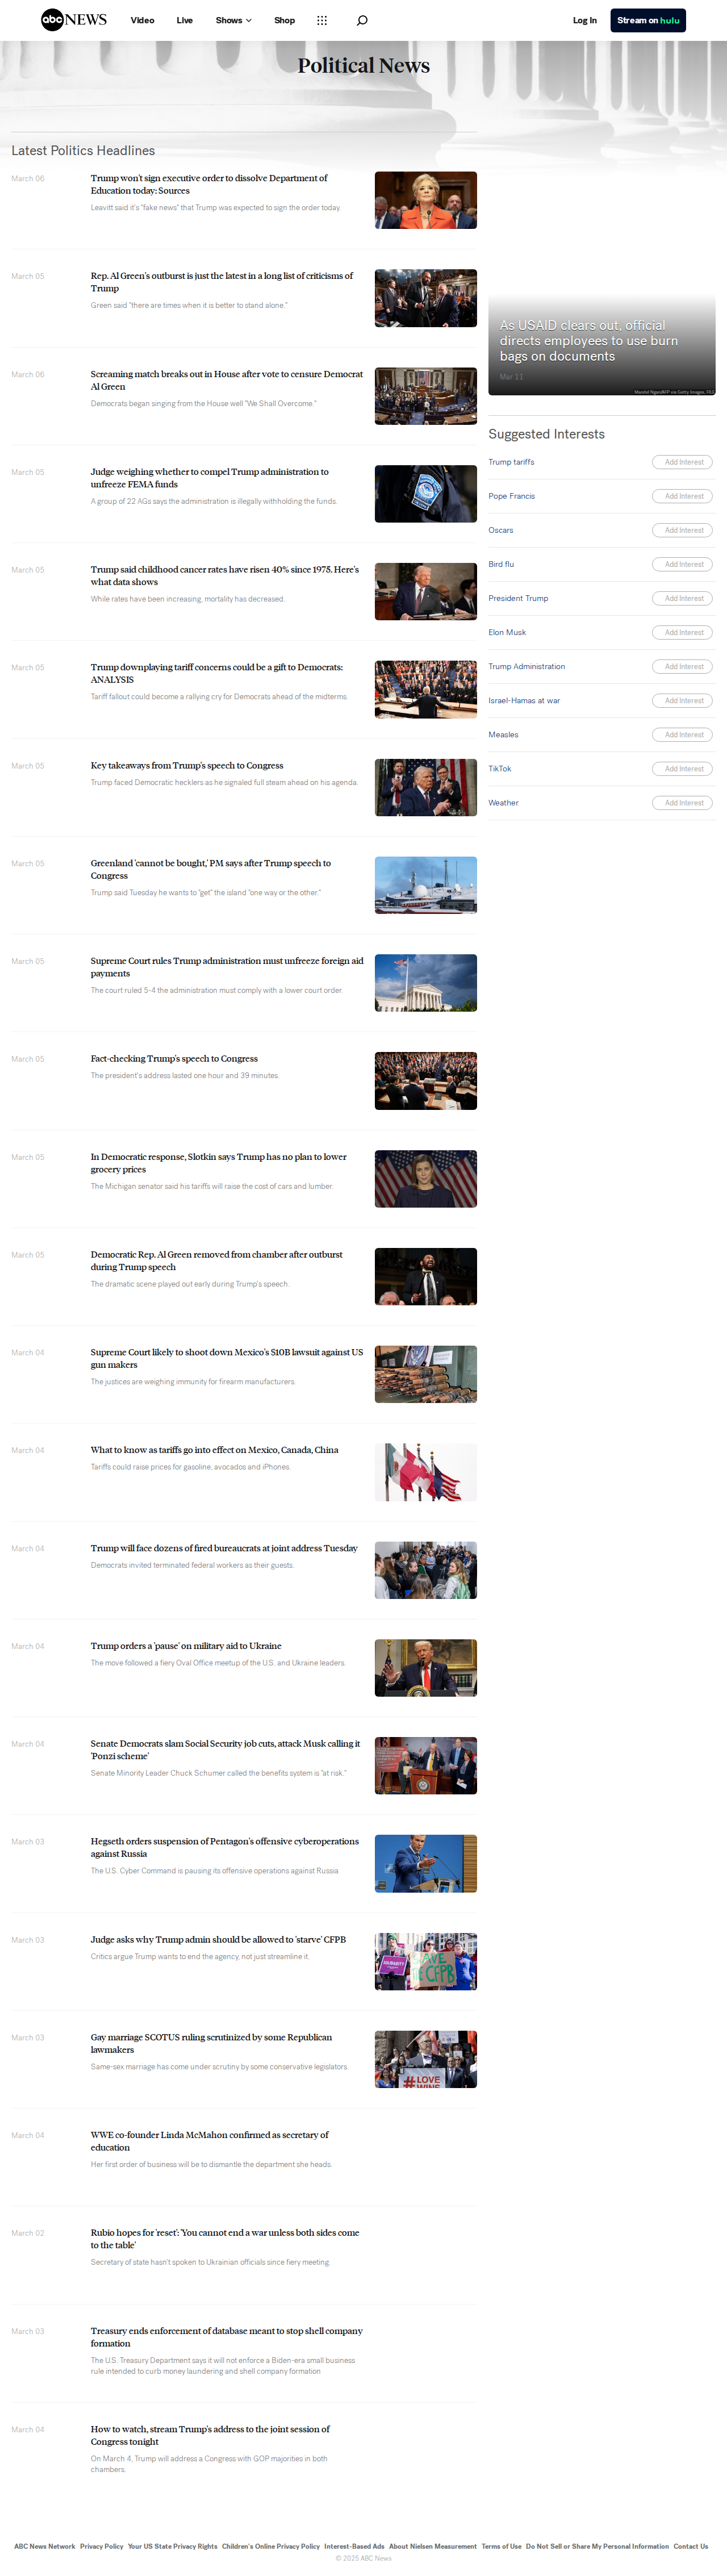 abc NEWS Video Live Shows Shop Log In Stream on hulu
Political News
Latest Politics Headlines
March 06
Trump won't sign executive order to dissolve Department of
Education today: Sources
Leavitt said it's "fake news" that Trump was expected to sign the order today.
March 05
Rep. Al Green's outburst is just the latest in a long list of criticisms of
Trump
Green said "there are times when it is better to stand alone."
March 06
Screaming match breaks out in House after vote to censure Democrat
Al Green
Democrats began singing from the House well "We Shall Overcome."
March 05
Judge weighing whether to compel Trump administration to
unfreeze FEMA funds
A group of 22 AGs says the administration is illegally withholding the funds.
March 05
Trump said childhood cancer rates have risen 40% since 1975. Here's
what data shows
While rates have been increasing, mortality has decreased.
March 05
Trump downplaying tariff concerns could be a gift to Democrats:
ANALYSIS
Tariff fallout could become a rallying cry for Democrats ahead of the midterms.
March 05
Key takeaways from Trump's speech to Congress
Trump faced Democratic hecklers as he signaled full steam ahead on his agenda.
March 05
Greenland 'cannot be bought,' PM says after Trump speech to
Congress
Trump said Tuesday he wants to "get" the island "one way or the other."
March 05
Supreme Court rules Trump administration must unfreeze foreign aid
payments
The court ruled 5-4 the administration must comply with a lower court order.
March 05
Fact-checking Trump's speech to Congress
The president's address lasted one hour and 39 minutes.
March 05
In Democratic response, Slotkin says Trump has no plan to lower
grocery prices
The Michigan senator said his tariffs will raise the cost of cars and lumber.
March 05
Democratic Rep. Al Green removed from chamber after outburst
during Trump speech
The dramatic scene played out early during Trump's speech.
March 04
Supreme Court likely to shoot down Mexico's $10B lawsuit against US
gun makers
The justices are weighing immunity for firearm manufacturers.
March 04
What to know as tariffs go into effect on Mexico, Canada, China
Tariffs could raise prices for gasoline, avocados and iPhones.
March 04
Trump will face dozens of fired bureaucrats at joint address Tuesday
Democrats invited terminated federal workers as their guests.
March 04
Trump orders a 'pause' on military aid to Ukraine
The move followed a fiery Oval Office meetup of the U.S. and Ukraine leaders.
March 04
Senate Democrats slam Social Security job cuts, attack Musk calling it
'Ponzi scheme'
Senate Minority Leader Chuck Schumer called the benefits system is "at risk."
March 03
Hegseth orders suspension of Pentagon's offensive cyberoperations
against Russia
The U.S. Cyber Command is pausing its offensive operations against Russia
March 03
Judge asks why Trump admin should be allowed to 'starve' CFPB
Critics argue Trump wants to end the agency, not just streamline it.
SOLIDARITY
SAVE
THE CFPB
March 03
Gay marriage SCOTUS ruling scrutinized by some Republican
lawmakers
Same-sex marriage has come under scrutiny by some conservative legislators.
#LOVE
WINS
March 04
WWE co-founder Linda McMahon confirmed as secretary of
education
Her first order of business will be to dismantle the department she heads.
March 02
Rubio hopes for 'reset': 'You cannot end a war unless both sides come
to the table'
Secretary of state hasn't spoken to Ukrainian officials since fiery meeting.
March 03
Treasury ends enforcement of database meant to stop shell company
formation
The U.S. Treasury Department says it will not enforce a Biden-era small business
rule intended to curb money laundering and shell company formation
March 04
How to watch, stream Trump's address to the joint session of
Congress tonight
On March 4, Trump will address a Congress with GOP majorities in both
chambers.
As USAID clears out, official
directs employees to use burn
bags on documents
Mar 11
Mandel Ngan/AFP via Getty Images, FILE
Suggested Interests
Trump tariffs Add Interest
Pope Francis Add Interest
Oscars Add Interest
Bird flu Add Interest
President Trump Add Interest
Elon Musk Add Interest
Trump Administration Add Interest
Israel-Hamas at war Add Interest
Measles Add Interest
TikTok Add Interest
Weather Add Interest
ABC News Network Privacy Policy Your US State Privacy Rights Children's Online Privacy Policy Interest-Based Ads About Nielsen Measurement Terms of Use Do Not Sell or Share My Personal Information Contact Us
© 2025 ABC News